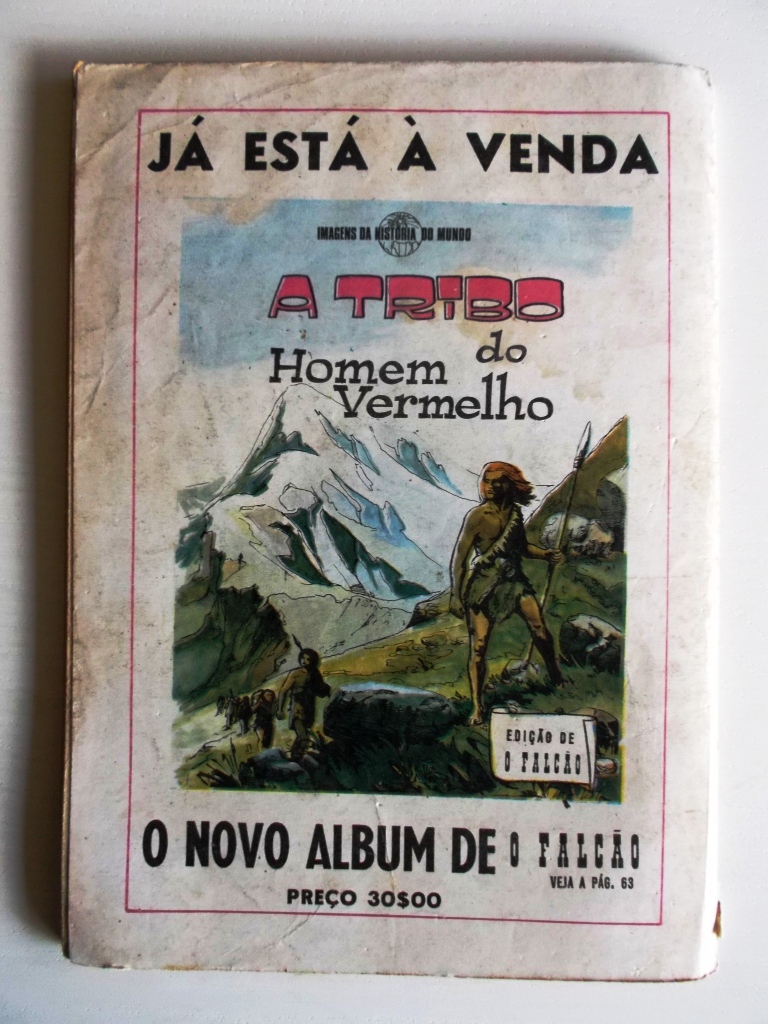 JÁ ESTÁ À VENDA
IMAGENS DA HISTÓRIA DO MUNDO
A TRIBO
do
Homem
Vermelho
EDIÇÃO DE
O FALCÃO
O NOVO ALBUM DE O FALCÃO
VEJA A PÁG. 63
PREÇO 30$00